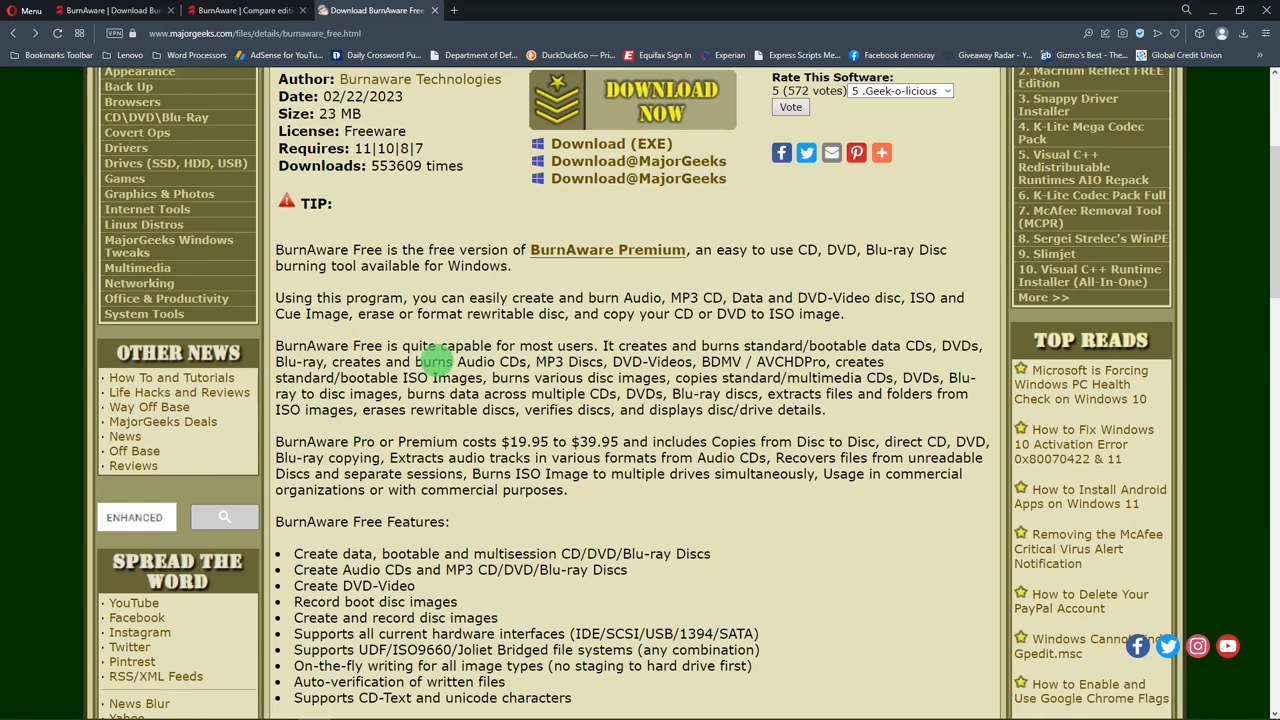 Menu
BurnAware | Download Bur
BurnAware | Compare editi
Download BurnAware Free
VPN
www.majorgeeks.com/files/details/burnaware_free.html
Bookmarks Toolbar
Lenovo
AdSense for YouTube
Daily Crossword Pu...
Department of Def...
DuckDuckGo — Pri...
Equifax Sign In
Experian
Express Scripts Me...
Facebook dennisray
Giveaway Radar - Y...
Gizmo's Best - The...
Global Credit Union
Appearance
Back Up
Browsers
CD\DVD\Blu-Ray
Covert Ops
Drivers
Drives (SSD, HDD, USB)
Games
Graphics & Photos
Internet Tools
Linux Distros
MajorGeeks Windows
Tweaks
Multimedia
Networking
Office & Productivity
System Tools
OTHER NEWS
· How To and Tutorials
· Life Hacks and Reviews
· Way Off Base
· MajorGeeks Deals
· News
· Off Base
· Reviews
ENHANCED
SPREAD THE
WORD
· YouTube
· Facebook
· Instagram
· Twitter
· Pintrest
· RSS/XML Feeds
· News Blur
· Yahoo
Author: Burnaware Technologies
Date: 02/22/2023
Size: 23 MB
License: Freeware
Requires: 11|10|8|7
Downloads: 553609 times
DOWNLOAD
NOW
Download (EXE)
Download@MajorGeeks
Download@MajorGeeks
Rate This Software:
5 (572 votes) 5 .Geek-o-licious
Vote
TIP:
BurnAware Free is the free version of BurnAware Premium, an easy to use CD, DVD, Blu-ray Disc
burning tool available for Windows.
Using this program, you can easily create and burn Audio, MP3 CD, Data and DVD-Video disc, ISO and
Cue Image, erase or format rewritable disc, and copy your CD or DVD to ISO image.
BurnAware Free is quite capable for most users. It creates and burns standard/bootable data CDs, DVDs,
Blu-ray, creates and burns Audio CDs, MP3 Discs, DVD-Videos, BDMV / AVCHDPro, creates
standard/bootable ISO images, burns various disc images, copies standard/multimedia CDs, DVDs, Blu-
ray to disc images, burns data across multiple CDs, DVDs, Blu-ray discs, extracts files and folders from
ISO images, erases rewritable discs, verifies discs, and displays disc/drive details.
BurnAware Pro or Premium costs $19.95 to $39.95 and includes Copies from Disc to Disc, direct CD, DVD,
Blu-ray copying, Extracts audio tracks in various formats from Audio CDs, Recovers files from unreadable
Discs and separate sessions, Burns ISO Image to multiple drives simultaneously, Usage in commercial
organizations or with commercial purposes.
BurnAware Free Features:
• Create data, bootable and multisession CD/DVD/Blu-ray Discs
• Create Audio CDs and MP3 CD/DVD/Blu-ray Discs
• Create DVD-Video
• Record boot disc images
• Create and record disc images
• Supports all current hardware interfaces (IDE/SCSI/USB/1394/SATA)
• Supports UDF/ISO9660/Joliet Bridged file systems (any combination)
• On-the-fly writing for all image types (no staging to hard drive first)
• Auto-verification of written files
• Supports CD-Text and unicode characters
2. Macrium Reflect FREE
Edition
3. Snappy Driver
Installer
4. K-Lite Mega Codec
Pack
5. Visual C++
Redistributable
Runtimes AIO Repack
6. K-Lite Codec Pack Full
7. McAfee Removal Tool
(MCPR)
8. Sergei Strelec's WinPE
9. Slimjet
10. Visual C++ Runtime
Installer (All-In-One)
More >>
TOP READS
Microsoft is Forcing
Windows PC Health
Check on Windows 10
How to Fix Windows
10 Activation Error
0x80070422 & 11
How to Install Android
Apps on Windows 11
Removing the McAfee
Critical Virus Alert
Notification
How to Delete Your
PayPal Account
Windows Cannot Find
Gpedit.msc
How to Enable and
Use Google Chrome Flags